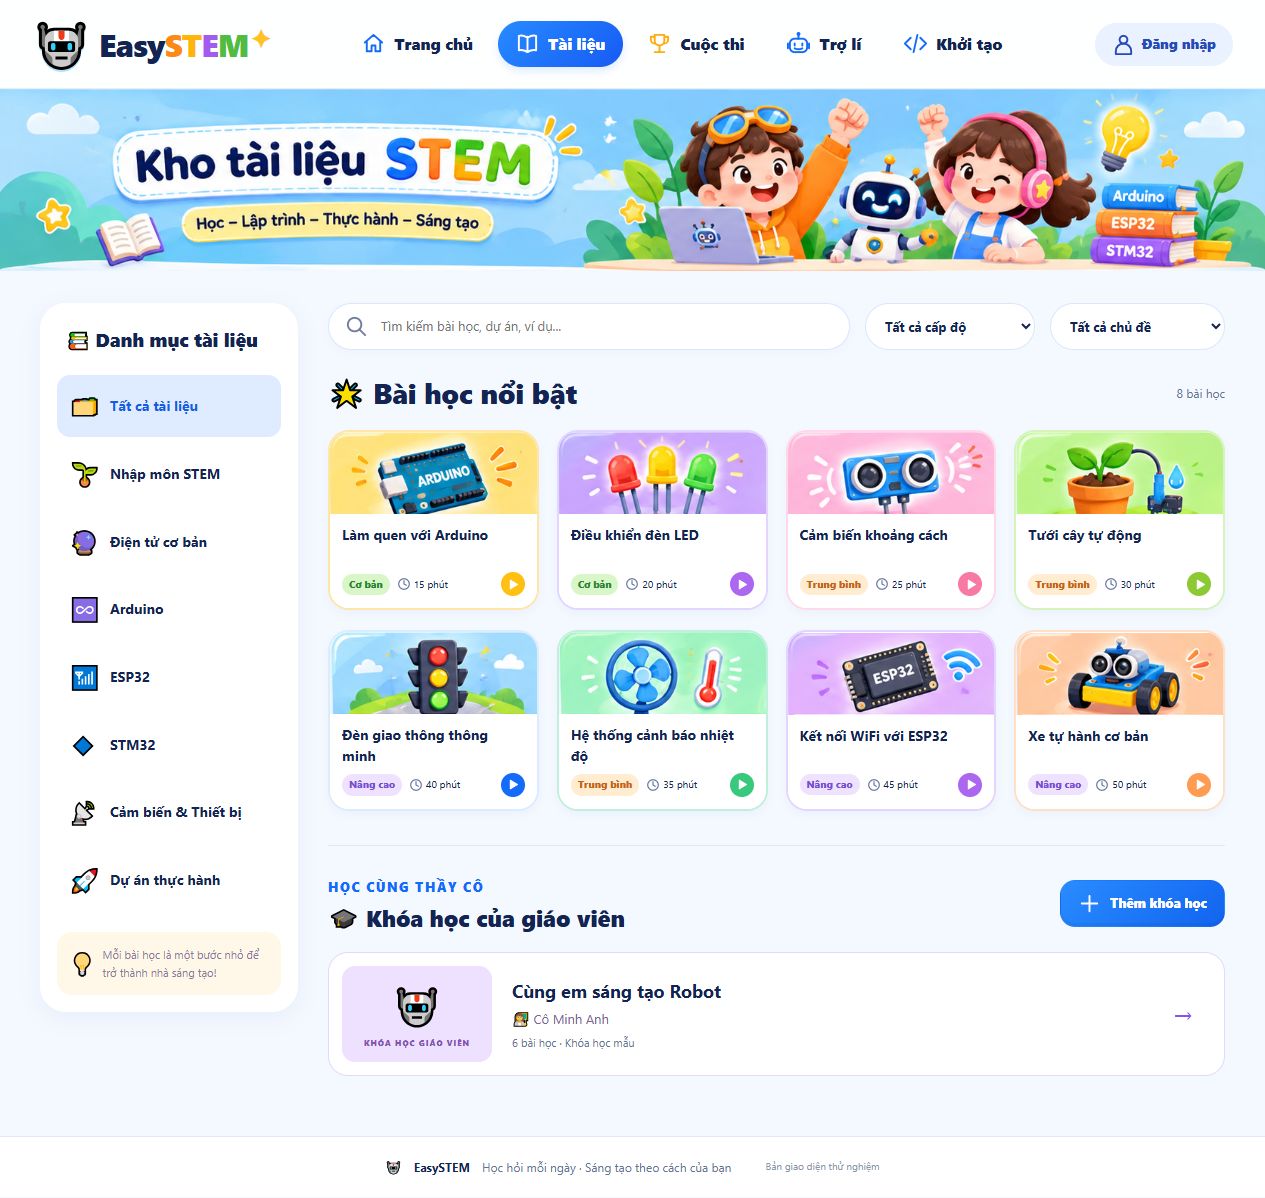 EasySTEM
Trang chủ
Tài liệu
Cuộc thi
Trợ lí
Khởi tạo
Đăng nhập
Kho tài liệu STEM
Học – Lập trình – Thực hành – Sáng tạo
Arduino
ESP32
STM32
Danh mục tài liệu
Tất cả tài liệu
Nhập môn STEM
Điện tử cơ bản
Arduino
ESP32
STM32
Cảm biến & Thiết bị
Dự án thực hành
Mỗi bài học là một bước nhỏ để
trở thành nhà sáng tạo!
Tìm kiếm bài học, dự án, ví dụ...
Tất cả cấp độ
Tất cả chủ đề
Bài học nổi bật
8 bài học
ARDUINO
Làm quen với Arduino
Cơ bản
15 phút
Điều khiển đèn LED
Cơ bản
20 phút
Cảm biến khoảng cách
Trung bình
25 phút
Tưới cây tự động
Trung bình
30 phút
Đèn giao thông thông
minh
Nâng cao
40 phút
Hệ thống cảnh báo nhiệt
độ
Trung bình
35 phút
ESP32
Kết nối WiFi với ESP32
Nâng cao
45 phút
Xe tự hành cơ bản
Nâng cao
50 phút
HỌC CÙNG THẦY CÔ
Khóa học của giáo viên
Thêm khóa học
KHÓA HỌC GIÁO VIÊN
Cùng em sáng tạo Robot
Cô Minh Anh
6 bài học · Khóa học mẫu
EasySTEM
Học hỏi mỗi ngày · Sáng tạo theo cách của bạn
Bản giao diện thử nghiệm